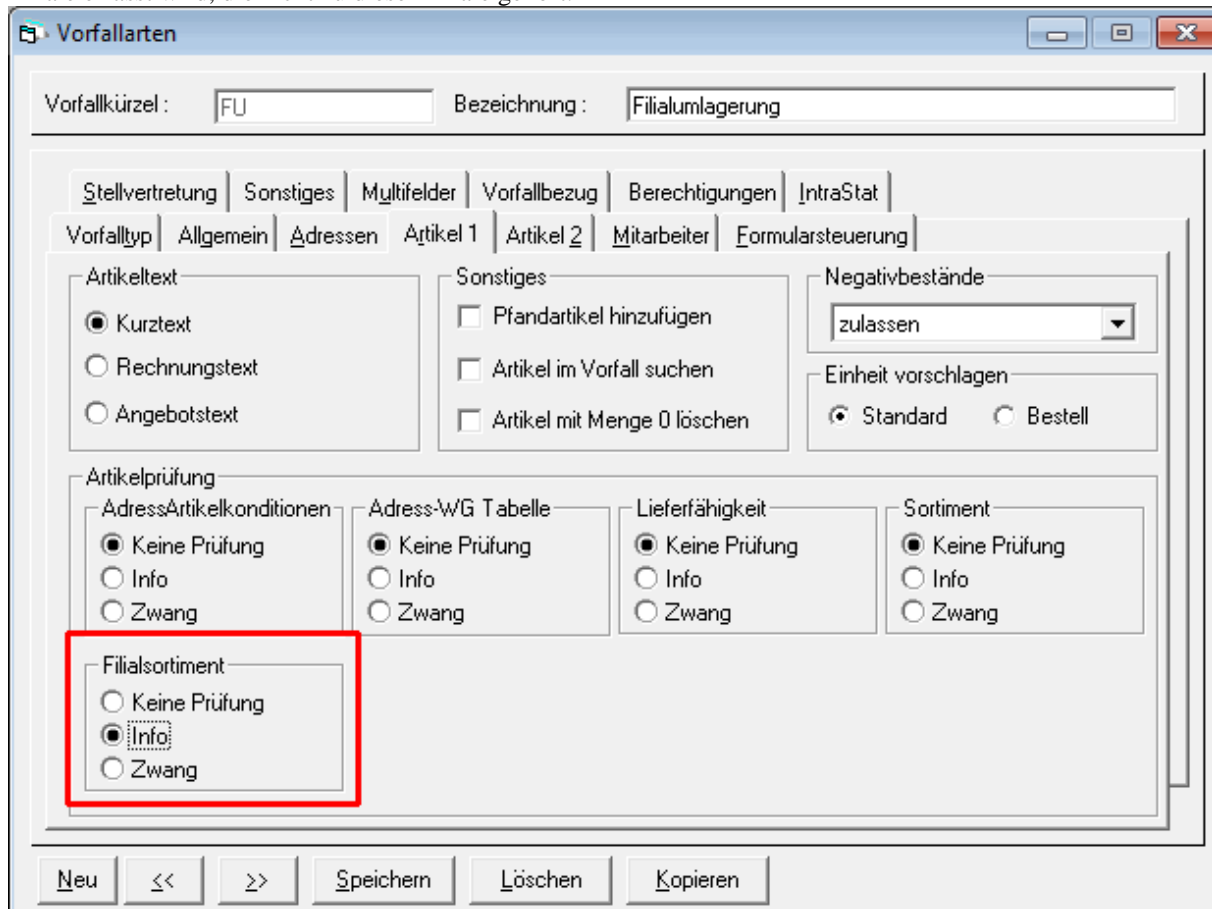 Vorfallarten
Vorfallkürzel : FU Bezeichnung : Filialumlagerung
Stellvertretung Sonstiges Multifelder Vorfallbezug Berechtigungen IntraStat
Vorfalltyp Allgemein Adressen Artikel 1 Artikel 2 Mitarbeiter Formularsteuerung
Artikeltext Sonstiges Negativbestände
Kurztext Pfandartikel hinzufügen zulassen
Rechnungstext Artikel im Vorfall suchen Einheit vorschlagen
Angebotstext Artikel mit Menge 0 löschen Standard Bestell
Artikelprüfung
AdressArtikelkonditionen Adress-WG Tabelle Lieferfähigkeit Sortiment
Keine Prüfung Keine Prüfung Keine Prüfung Keine Prüfung
Info Info Info Info
Zwang Zwang Zwang Zwang
Filialsortiment
Keine Prüfung
Info
Zwang
Neu << >> Speichern Löschen Kopieren